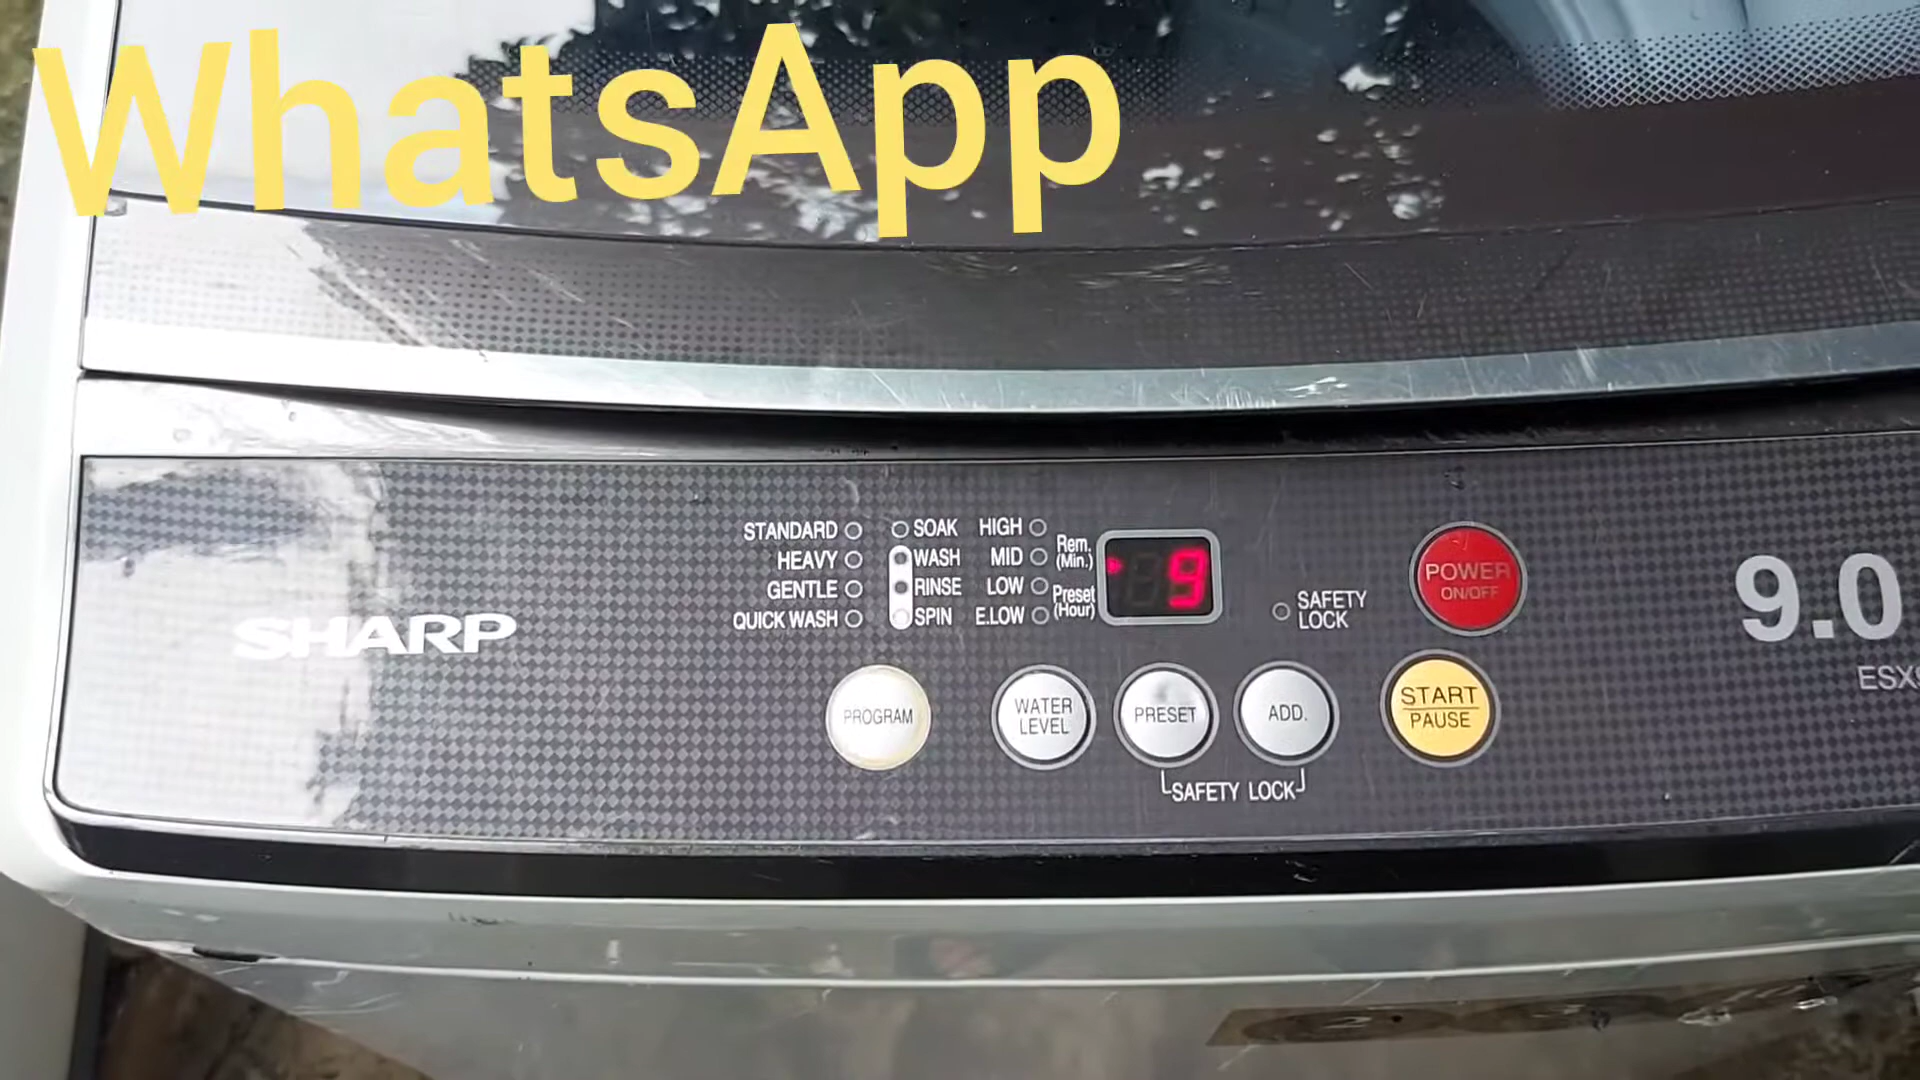 WhatsApp
STANDARD
HEAVY
GENTLE
QUICK WASH
SOAK
WASH
RINSE
SPIN
HIGH
MID
LOW
E.LOW
Rem.
(Min.)
Preset
(Hour)
9
SAFETY
LOCK
POWER
ON/OFF
9.0
SHARP
PROGRAM
WATER
LEVEL
PRESET
ADD.
START
PAUSE
SAFETY LOCK